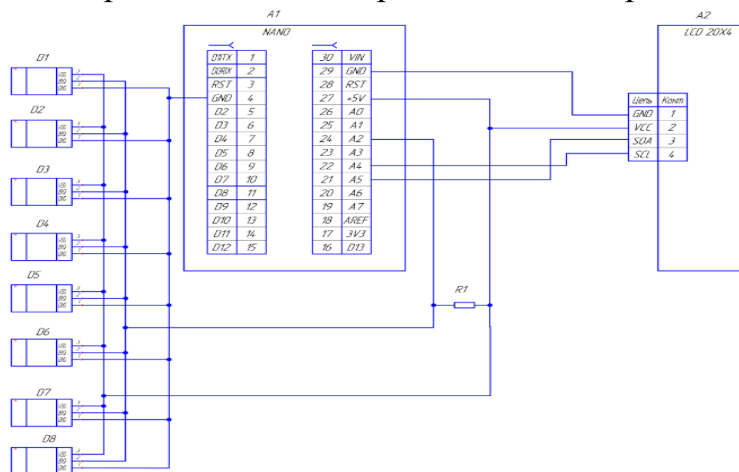 A1
A2
NANO
LCD 20X4
D1
D2
D3
D4
D5
D6
D7
D8
D1\TX 1
D0\RX 2
RST 3
GND 4
D2 5
D3 6
D4 7
D5 8
D6 9
D7 10
D8 11
D9 12
D10 13
D11 14
D12 15
30 VIN
29 GND
28 RST
27 +5V
26 A0
25 A1
24 A2
23 A3
22 A4
21 A5
20 A6
19 A7
18 AREF
17 3V3
16 D13
Цепь Конт
GND 1
VCC 2
SDA 3
SCL 4
R1